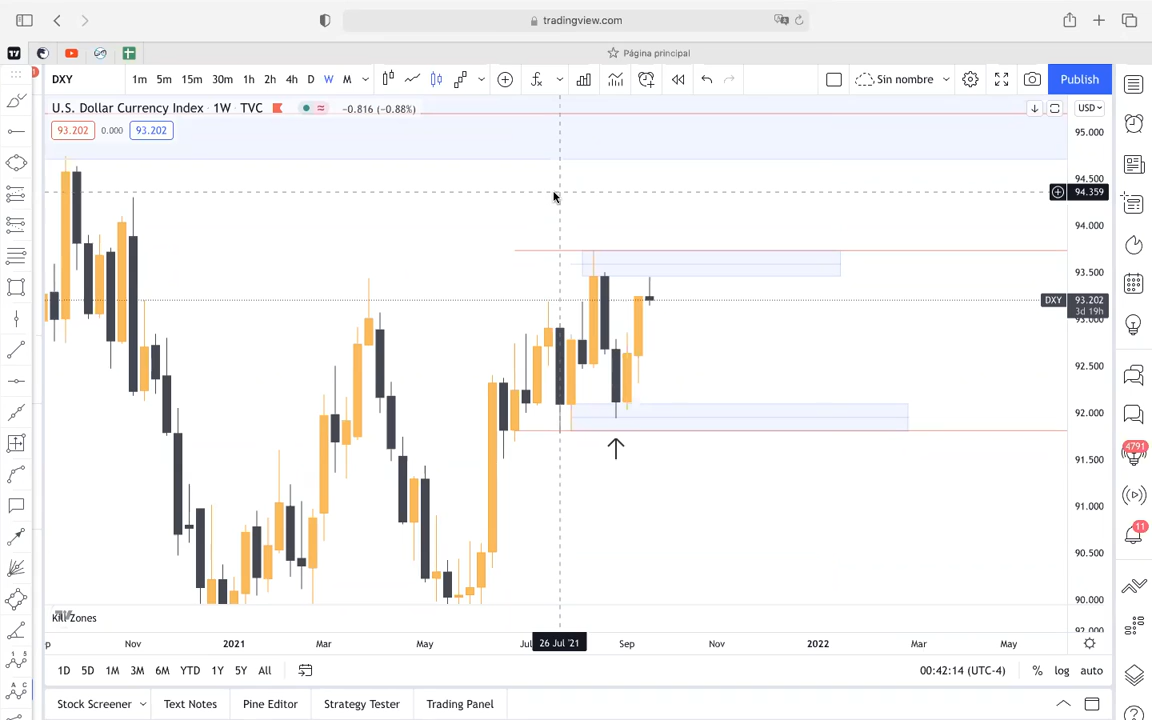 tradingview.com
Página principal
DXY 1m 5m 15m 30m 1h 2h 4h D W M Sin nombre Publish
U.S. Dollar Currency Index · 1W · TVC -0.816 (-0.88%) USD
93.202 0.000 93.202
95.000
94.500
94.359
94.000
93.500
DXY 93.202
3d 19h
93.000
92.500
92.000
91.500
91.000
90.500
90.000
Kill Zones
92.000
p Nov 2021 Mar May Jul 26 Jul '21 Sep Nov 2022 Mar May
1D 5D 1M 3M 6M YTD 1Y 5Y All 00:42:14 (UTC-4) % log auto
Stock Screener Text Notes Pine Editor Strategy Tester Trading Panel
4791
11